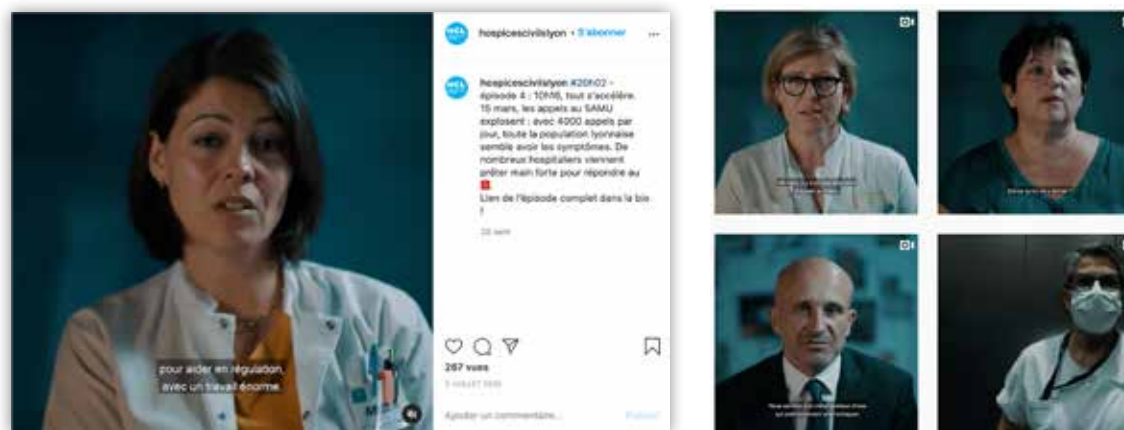 hospicescivilslyon • S'abonner
hospicescivilslyon #20h02 -
épisode 4 : 10h16, tout s'accélère.
15 mars, les appels au SAMU
explosent : avec 4000 appels par
jour, toute la population lyonnaise
semble avoir les symptômes. De
nombreux hospitaliers viennent
prêter main forte pour répondre au
Lien de l'épisode complet dans la bio
!
pour aider en régulation,
avec un travail énorme.
267 vues
Ajouter un commentaire...
Publier